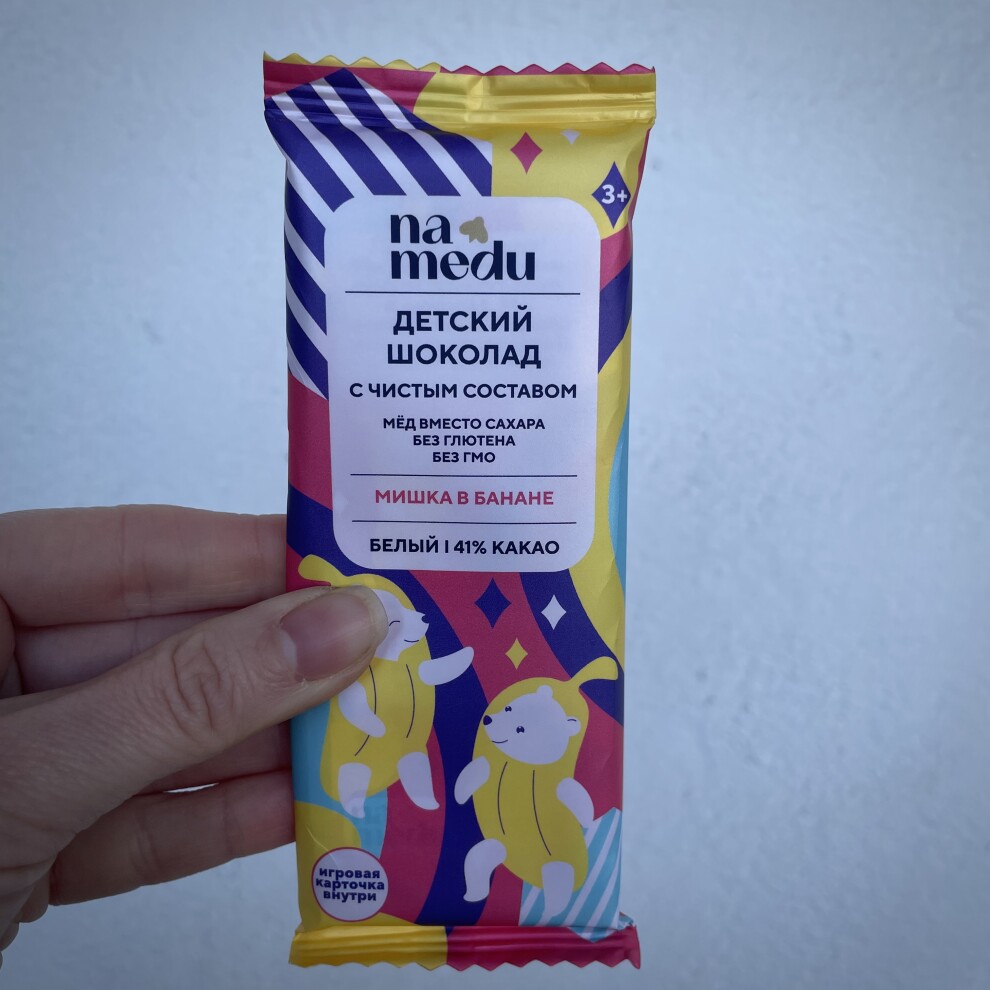 3+
na
medu
ДЕТСКИЙ
ШОКОЛАД
С ЧИСТЫМ СОСТАВОМ
МЁД ВМЕСТО САХАРА
БЕЗ ГЛЮТЕНА
БЕЗ ГМО
МИШКА В БАНАНЕ
БЕЛЫЙ | 41% КАКАО
игровая
карточка
внутри